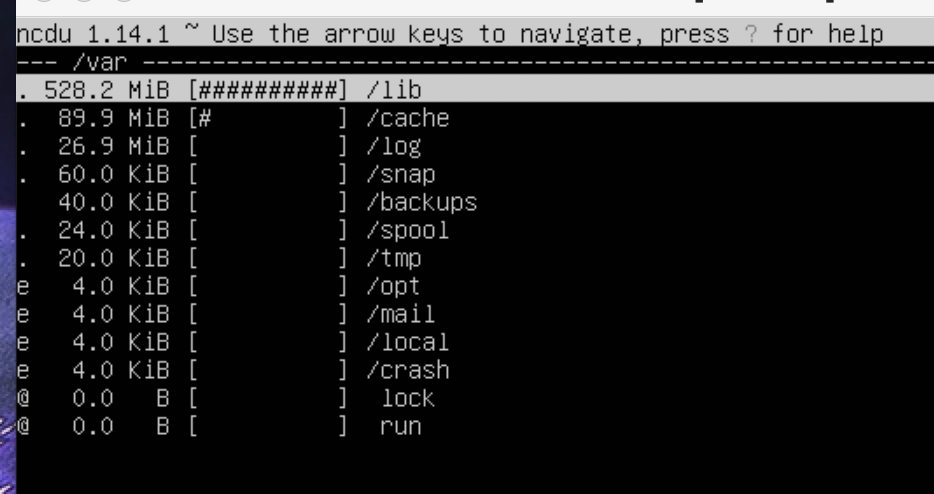 ncdu 1.14.1 ~ Use the arrow keys to navigate, press ? for help
--- /var ---------------------------------------------------------
. 528.2 MiB [##########] /lib
.  89.9 MiB [#         ] /cache
.  26.9 MiB [          ] /log
.  60.0 KiB [          ] /snap
   40.0 KiB [          ] /backups
.  24.0 KiB [          ] /spool
.  20.0 KiB [          ] /tmp
e   4.0 KiB [          ] /opt
e   4.0 KiB [          ] /mail
e   4.0 KiB [          ] /local
e   4.0 KiB [          ] /crash
@   0.0   B [          ]  lock
@   0.0   B [          ]  run